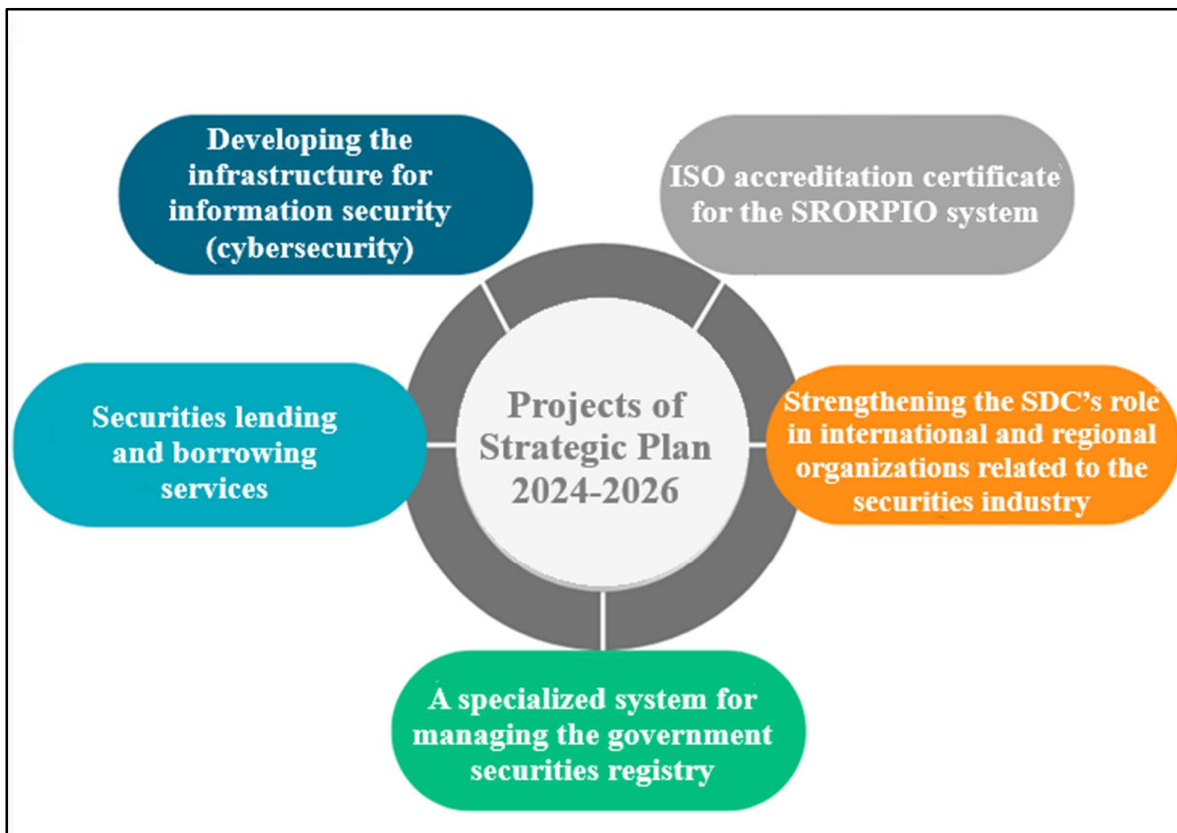 Developing the
infrastructure for
information security
(cybersecurity)
ISO accreditation certificate
for the SRORPIO system
Securities lending
and borrowing
services
Projects of
Strategic Plan
2024-2026
Strengthening the SDC’s role
in international and regional
organizations related to the
securities industry
A specialized system for
managing the government
securities registry